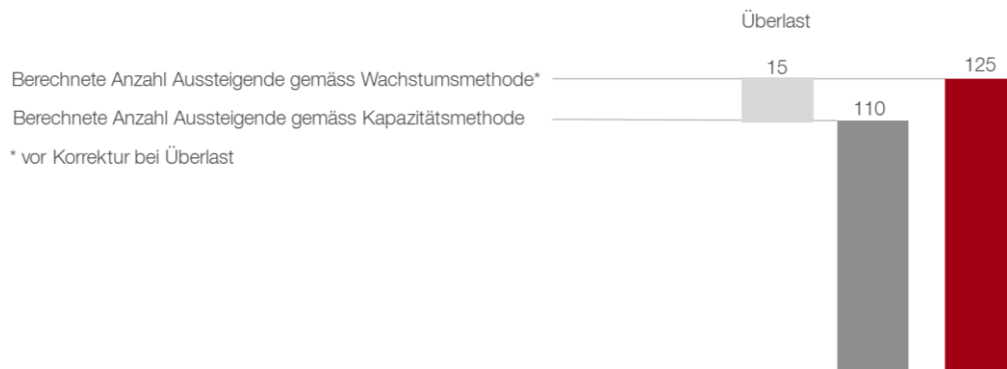 Überlast
15
125
Berechnete Anzahl Aussteigende gemäss Wachstumsmethode*
110
Berechnete Anzahl Aussteigende gemäss Kapazitätsmethode
* vor Korrektur bei Überlast